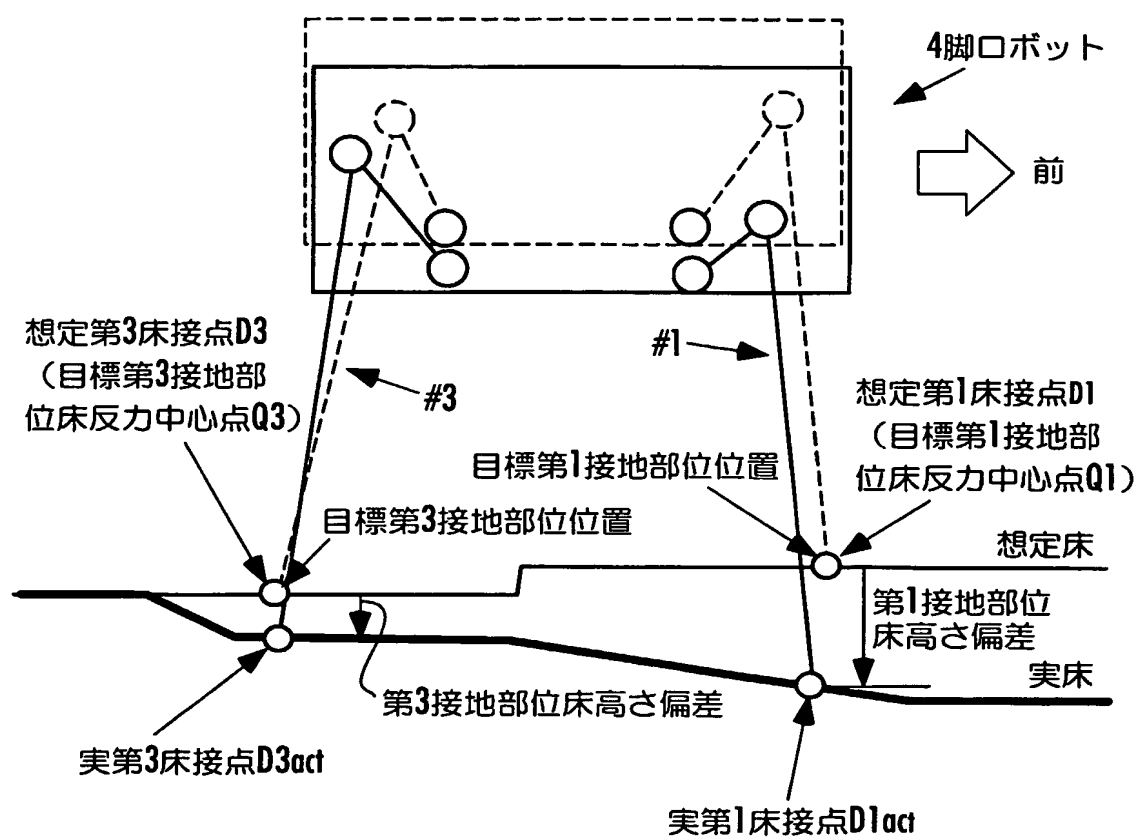 4脚ロボット
前
想定第3床接点D3
（目標第3接地部
位床反力中心点Q3）
#3
#1
想定第1床接点D1
（目標第1接地部
位床反力中心点Q1）
目標第1接地部位位置
目標第3接地部位位置
想定床
第1接地部位
床高さ偏差
実床
第3接地部位床高さ偏差
実第3床接点D3act
実第1床接点D1act